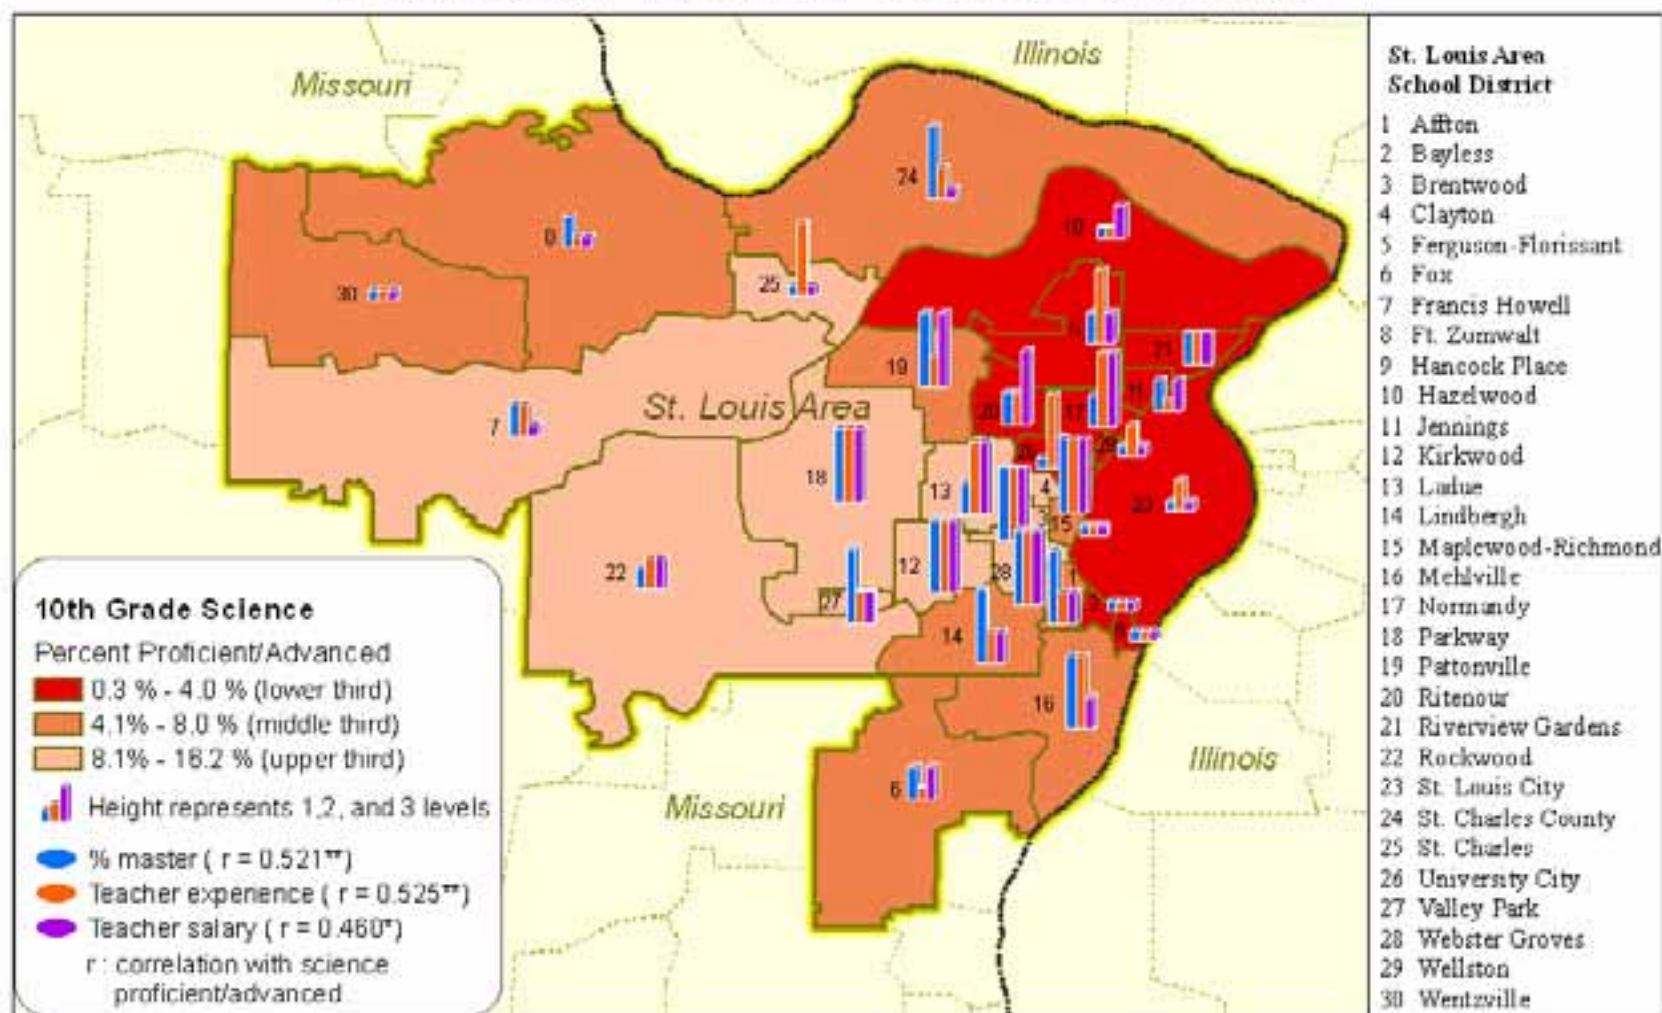 Missouri
Illinois
24
10
8
25
30
19
21
20
17
11
St. Louis Area
7
18
13
4
3
15
22
12
28
1
27
14
16
Illinois
Missouri
6
10th Grade Science
Percent Proficient/Advanced
0.3 % - 4.0 % (lower third)
4.1% - 8.0 % (middle third)
8.1% - 18.2 % (upper third)
Height represents 1,2, and 3 levels
% master ( r = 0.521**)
Teacher experience ( r = 0.525**)
Teacher salary ( r = 0.460*)
r : correlation with science
proficient/advanced
St. Louis Area
School District
1 Affton
2 Bayless
3 Brentwood
4 Clayton
5 Ferguson-Florissant
6 Fox
7 Francis Howell
8 Ft. Zumwalt
9 Hancock Place
10 Hazelwood
11 Jennings
12 Kirkwood
13 Ladue
14 Lindbergh
15 Maplewood-Richmond
16 Mehlville
17 Normandy
18 Parkway
19 Pattonville
20 Ritenour
21 Riverview Gardens
22 Rockwood
23 St. Louis City
24 St. Charles County
25 St. Charles
26 University City
27 Valley Park
28 Webster Groves
29 Wellston
30 Wentzville